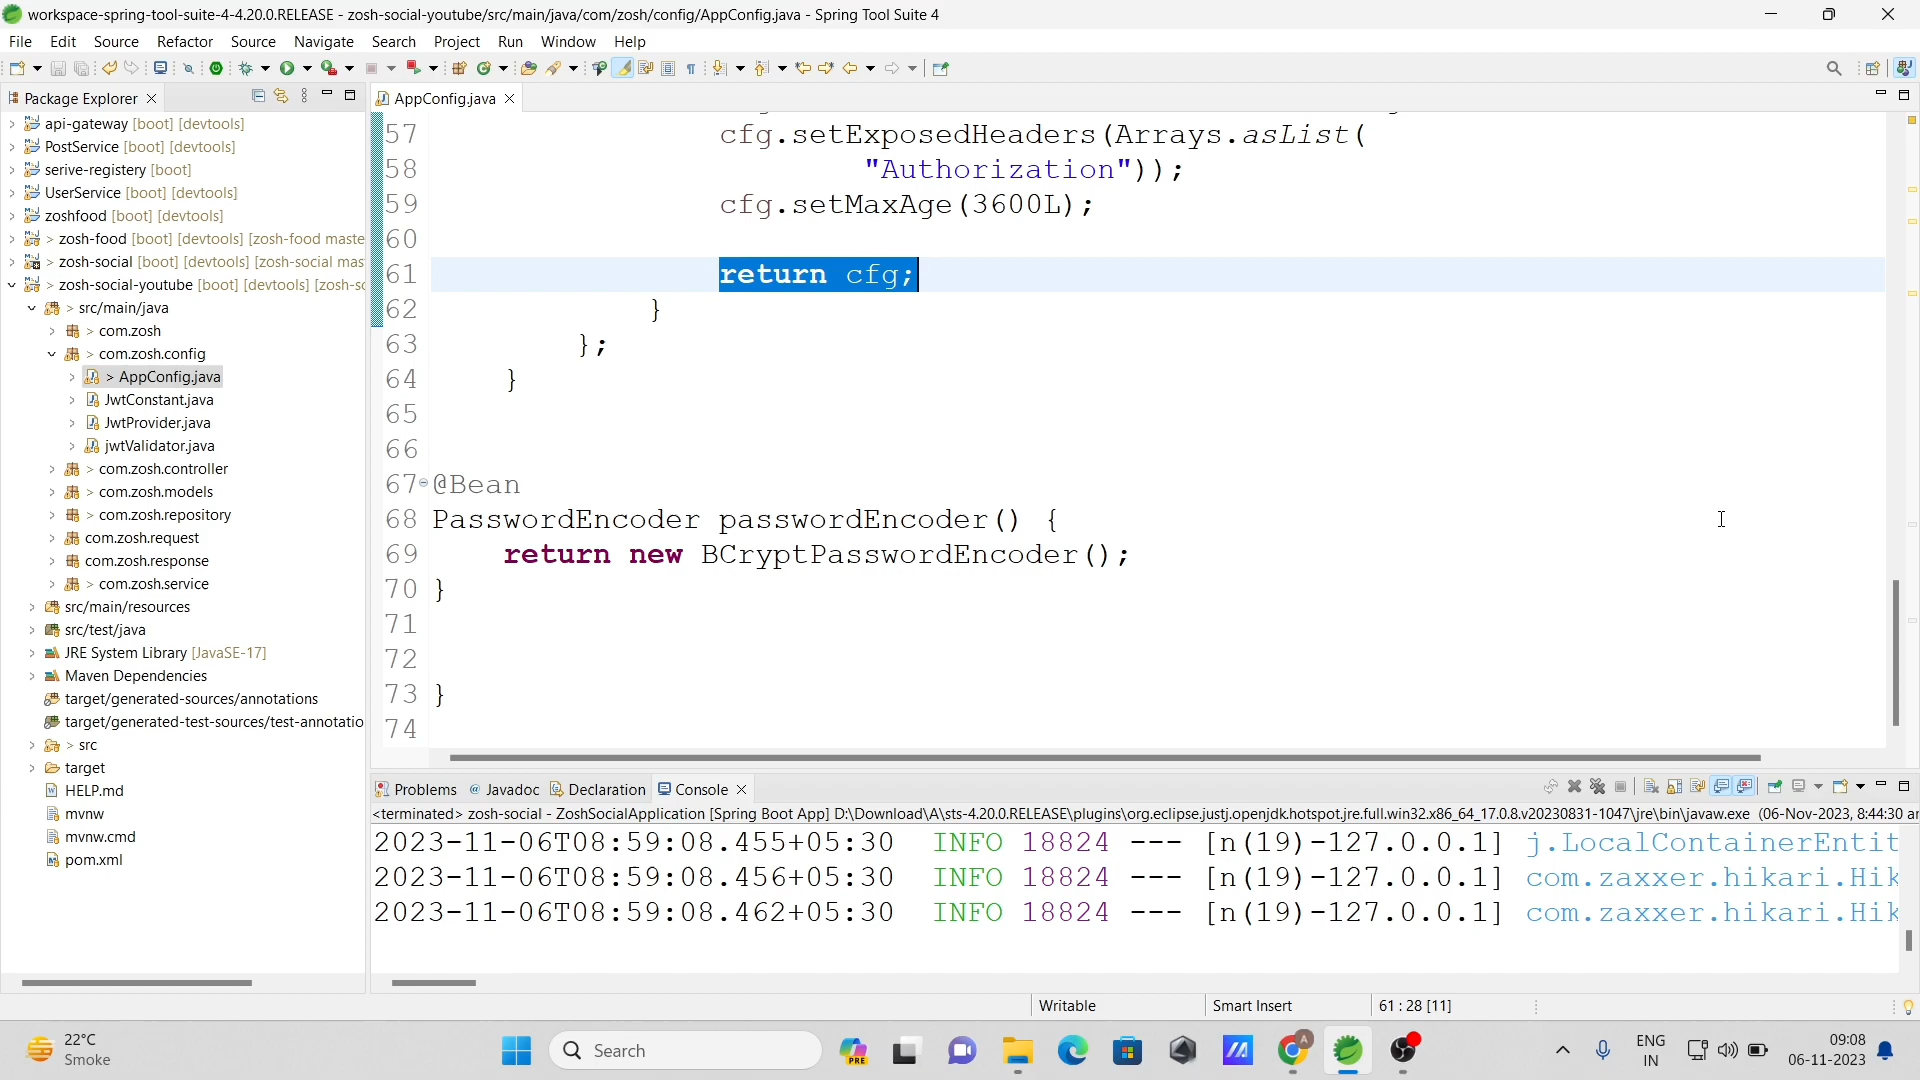 workspace-spring-tool-suite-4-4.20.0.RELEASE - zosh-social-youtube/src/main/java/com/zosh/config/AppConfig.java - Spring Tool Suite 4
File Edit Source Refactor Source Navigate Search Project Run Window Help
Package Explorer
AppConfig.java
> api-gateway [boot] [devtools]
> PostService [boot] [devtools]
> serive-registry [boot]
> UserService [boot] [devtools]
> zoshfood [boot] [devtools]
> > zosh-food [boot] [devtools] [zosh-food maste
> > zosh-social [boot] [devtools] [zosh-social mas
> zosh-social-youtube [boot] [devtools] [zosh-so
> src/main/java
> > com.zosh
> com.zosh.config
> > AppConfig.java
> JwtConstant.java
> JwtProvider.java
> jwtValidator.java
> > com.zosh.controller
> > com.zosh.models
> > com.zosh.repository
> com.zosh.request
> com.zosh.response
> > com.zosh.service
> src/main/resources
> src/test/java
> JRE System Library [JavaSE-17]
> Maven Dependencies
target/generated-sources/annotations
target/generated-test-sources/test-annotatio
> > src
> target
HELP.md
mvnw
mvnw.cmd
pom.xml
57 cfg.setExposedHeaders(Arrays.asList(
58 "Authorization"));
59 cfg.setMaxAge(3600L);
60
61 return cfg;
62 }
63 };
64 }
65
66
67 @Bean
68 PasswordEncoder passwordEncoder() {
69 return new BCryptPasswordEncoder();
70 }
71
72
73 }
74
Problems @ Javadoc Declaration Console
<terminated> zosh-social - ZoshSocialApplication [Spring Boot App] D:\Download\A\sts-4.20.0.RELEASE\plugins\org.eclipse.justj.openjdk.hotspot.jre.full.win32.x86_64_17.0.8.v20230831-1047\jre\bin\javaw.exe (06-Nov-2023, 8:44:30 ar
2023-11-06T08:59:08.455+05:30 INFO 18824 --- [n(19)-127.0.0.1] j.LocalContainerEntit
2023-11-06T08:59:08.456+05:30 INFO 18824 --- [n(19)-127.0.0.1] com.zaxxer.hikari.Hik
2023-11-06T08:59:08.462+05:30 INFO 18824 --- [n(19)-127.0.0.1] com.zaxxer.hikari.Hik
Writable Smart Insert 61 : 28 [11]
22°C
Smoke
Search
PRE
ENG
IN
09:08
06-11-2023